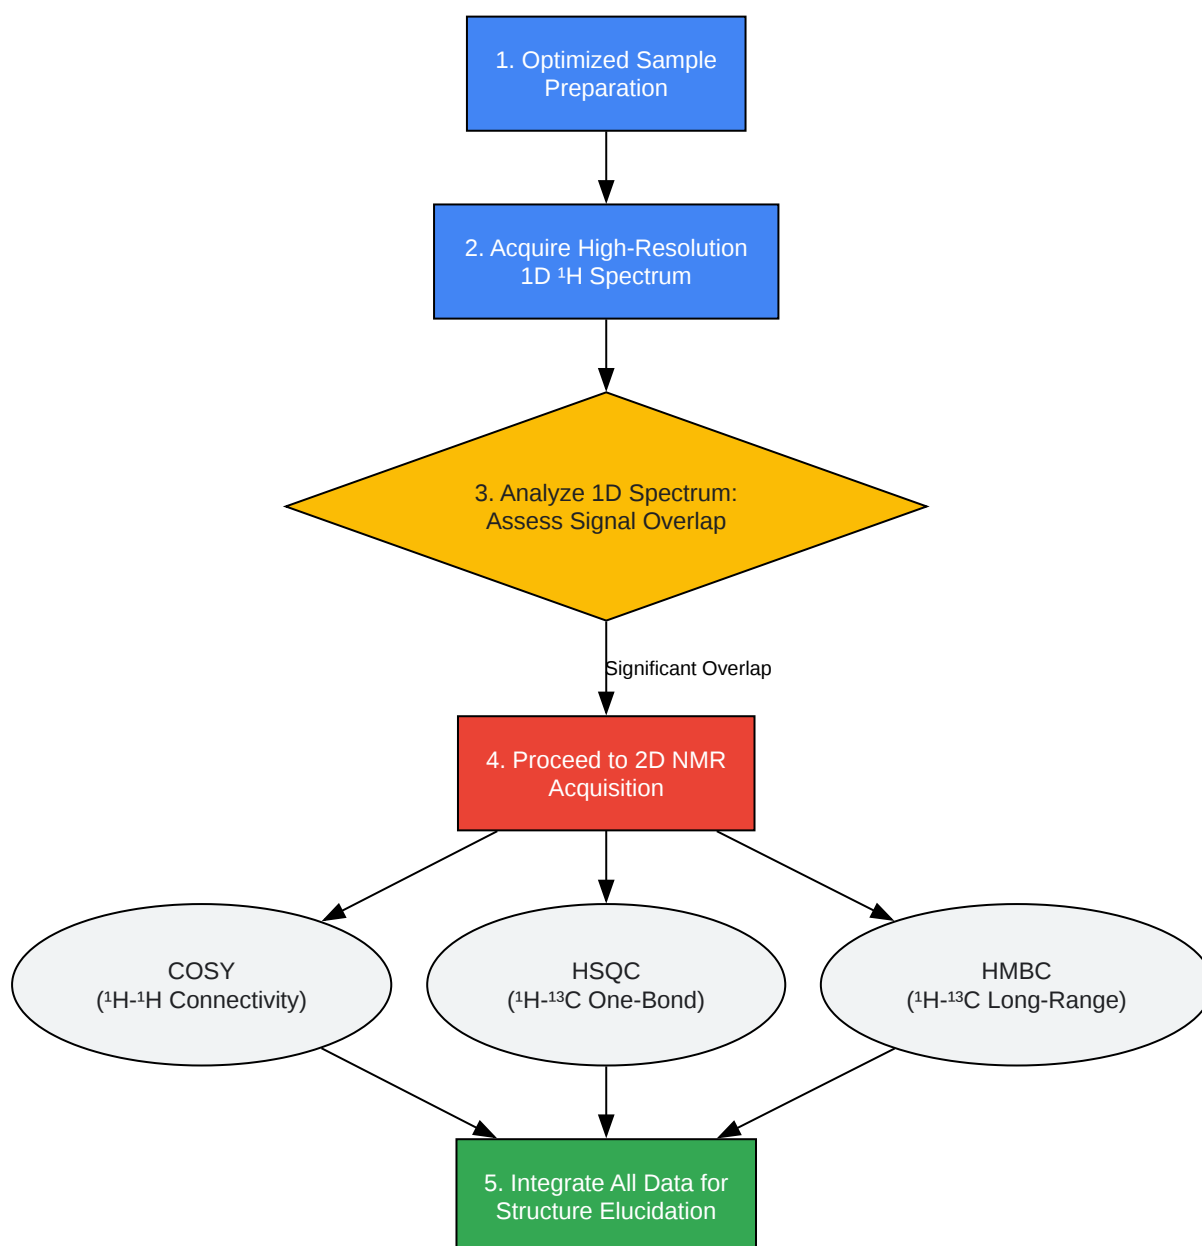 1. Optimized Sample
Preparation
2. Acquire High-Resolution
1D ¹H Spectrum
3. Analyze 1D Spectrum:
Assess Signal Overlap
Significant Overlap
4. Proceed to 2D NMR
Acquisition
COSY
(¹H-¹H Connectivity)
HSQC
(¹H-¹³C One-Bond)
HMBC
(¹H-¹³C Long-Range)
5. Integrate All Data for
Structure Elucidation